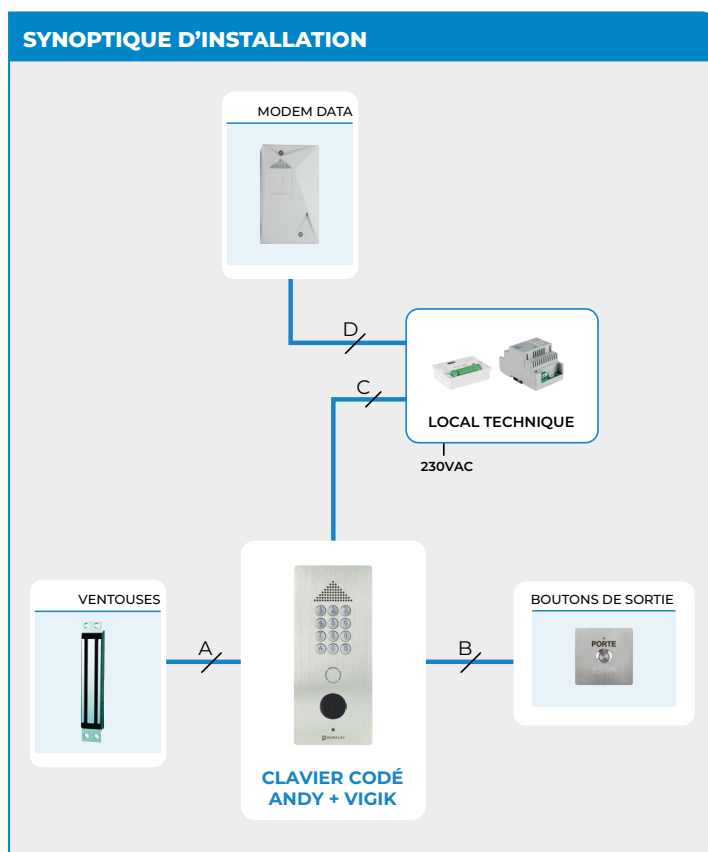 SYNOPTIQUE D'INSTALLATION
MODEM DATA
D
C
LOCAL TECHNIQUE
230VAC
VENTOUSES
A
B
BOUTONS DE SORTIE
PORTE
CLAVIER CODÉ
ANDY + VIGIK